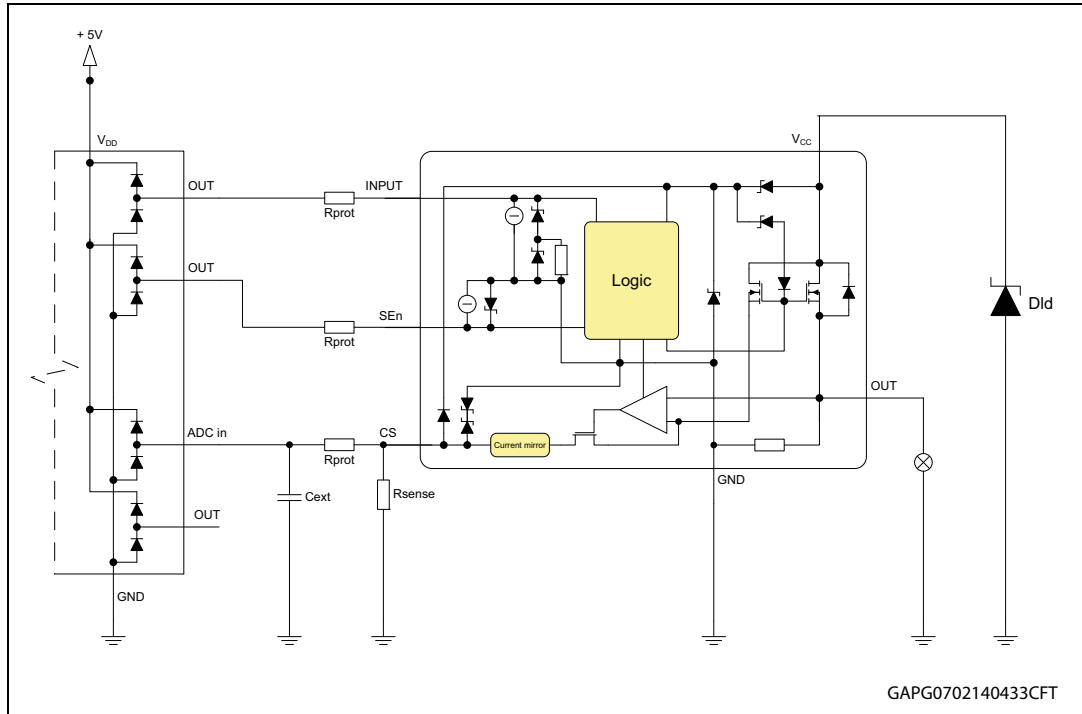 + 5V
VDD
VCC
OUT
Rprot
INPUT
OUT
Rprot
SEn
Logic
Dld
OUT
ADC in
Rprot
CS
Current mirror
Cext
Rsense
GND
OUT
GND
GAPG0702140433CFT